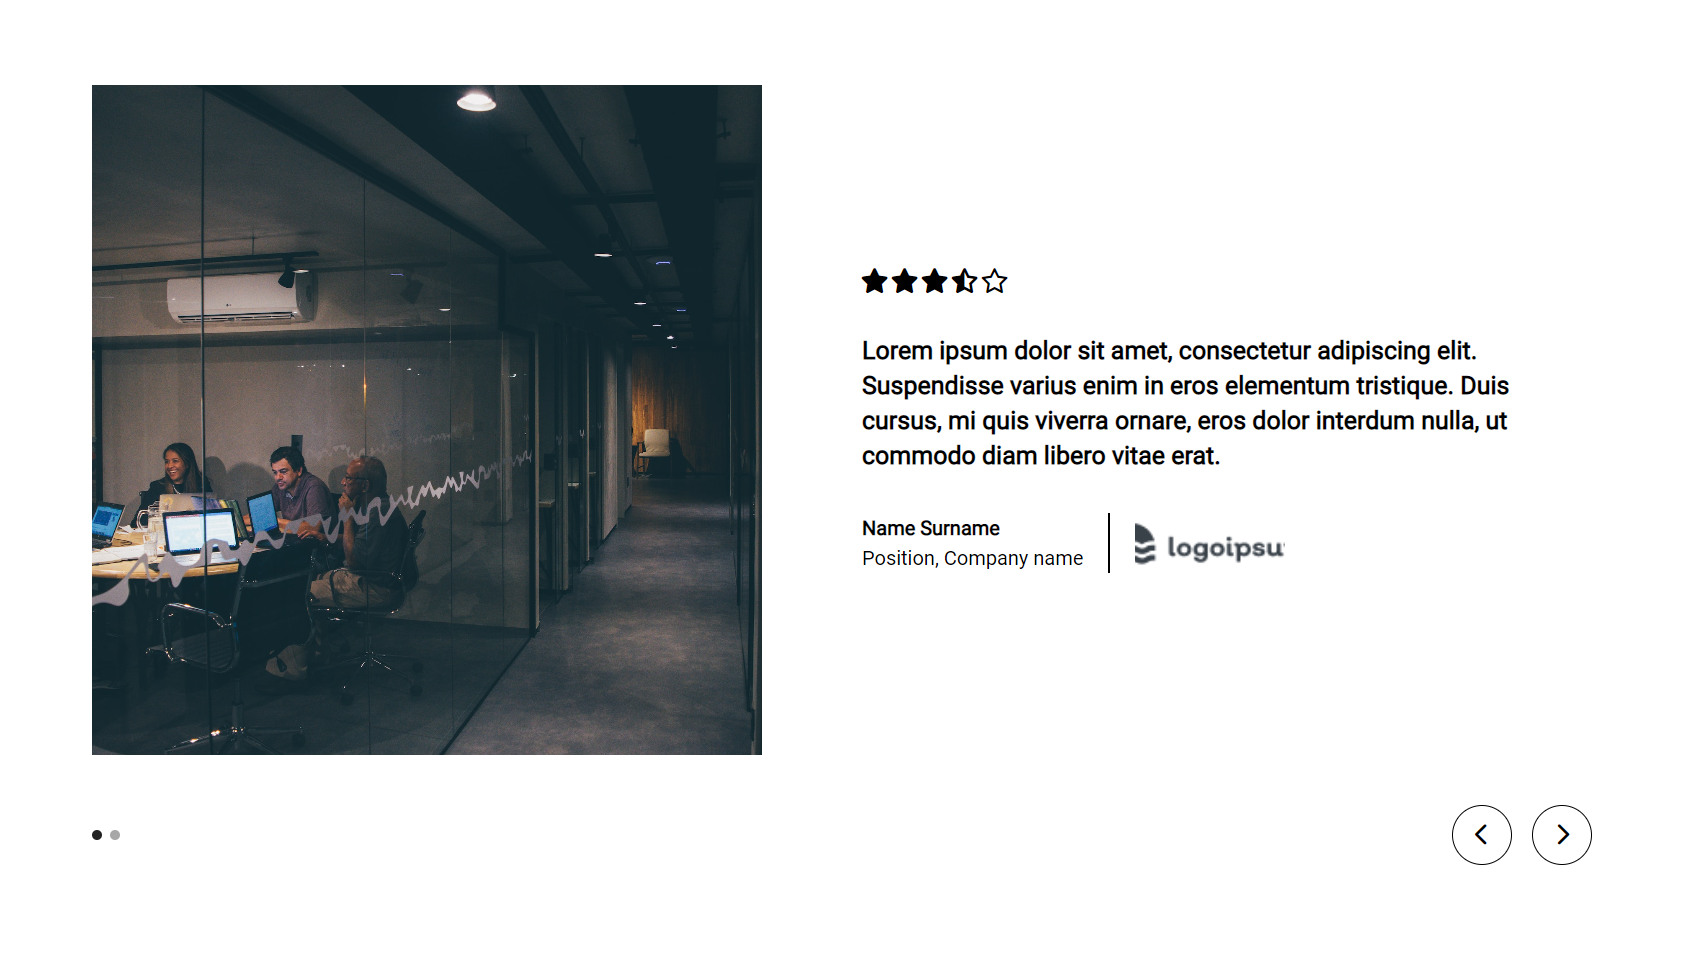 Lorem ipsum dolor sit amet, consectetur adipiscing elit.
Suspendisse varius enim in eros elementum tristique. Duis
cursus, mi quis viverra ornare, eros dolor interdum nulla, ut
commodo diam libero vitae erat.
Name Surname
Position, Company name
logoipsu